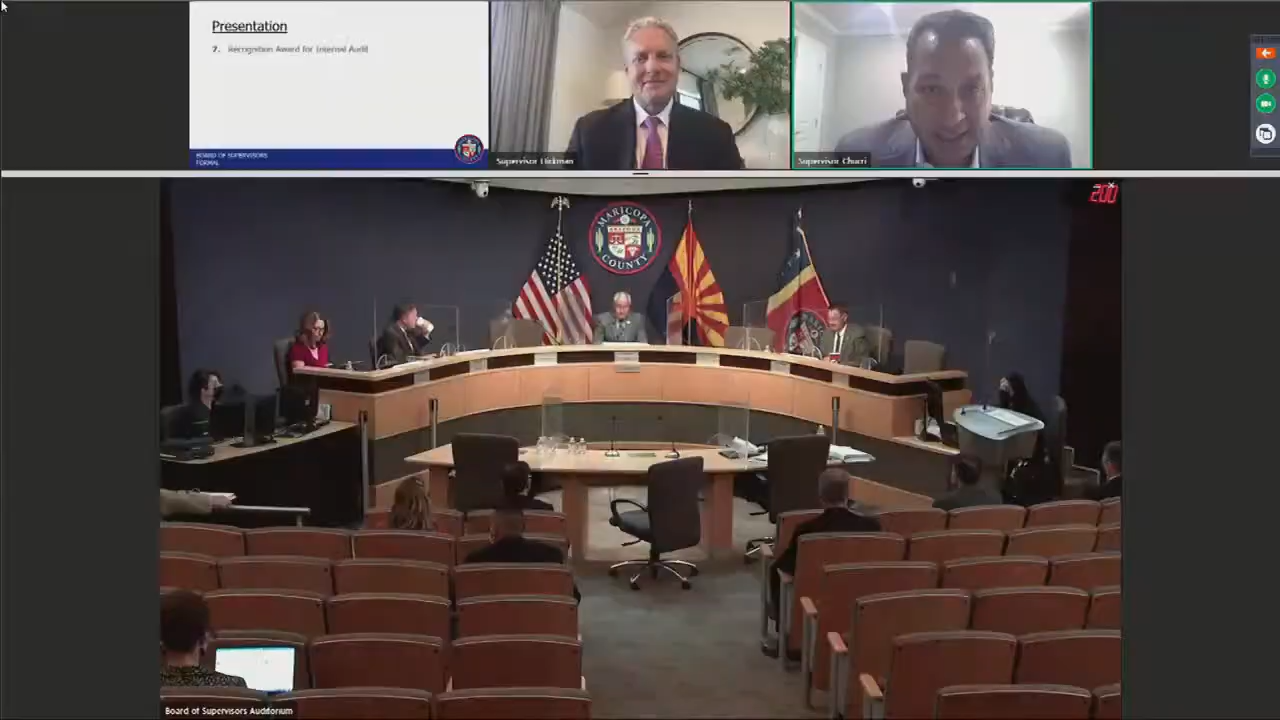 Presentation
7. Recognition Award for Internal Audit
BOARD OF SUPERVISORS
FORMAL
Supervisor Hickman
Supervisor Chucri
200
MARICOPA
COUNTY
Board of Supervisors Auditorium